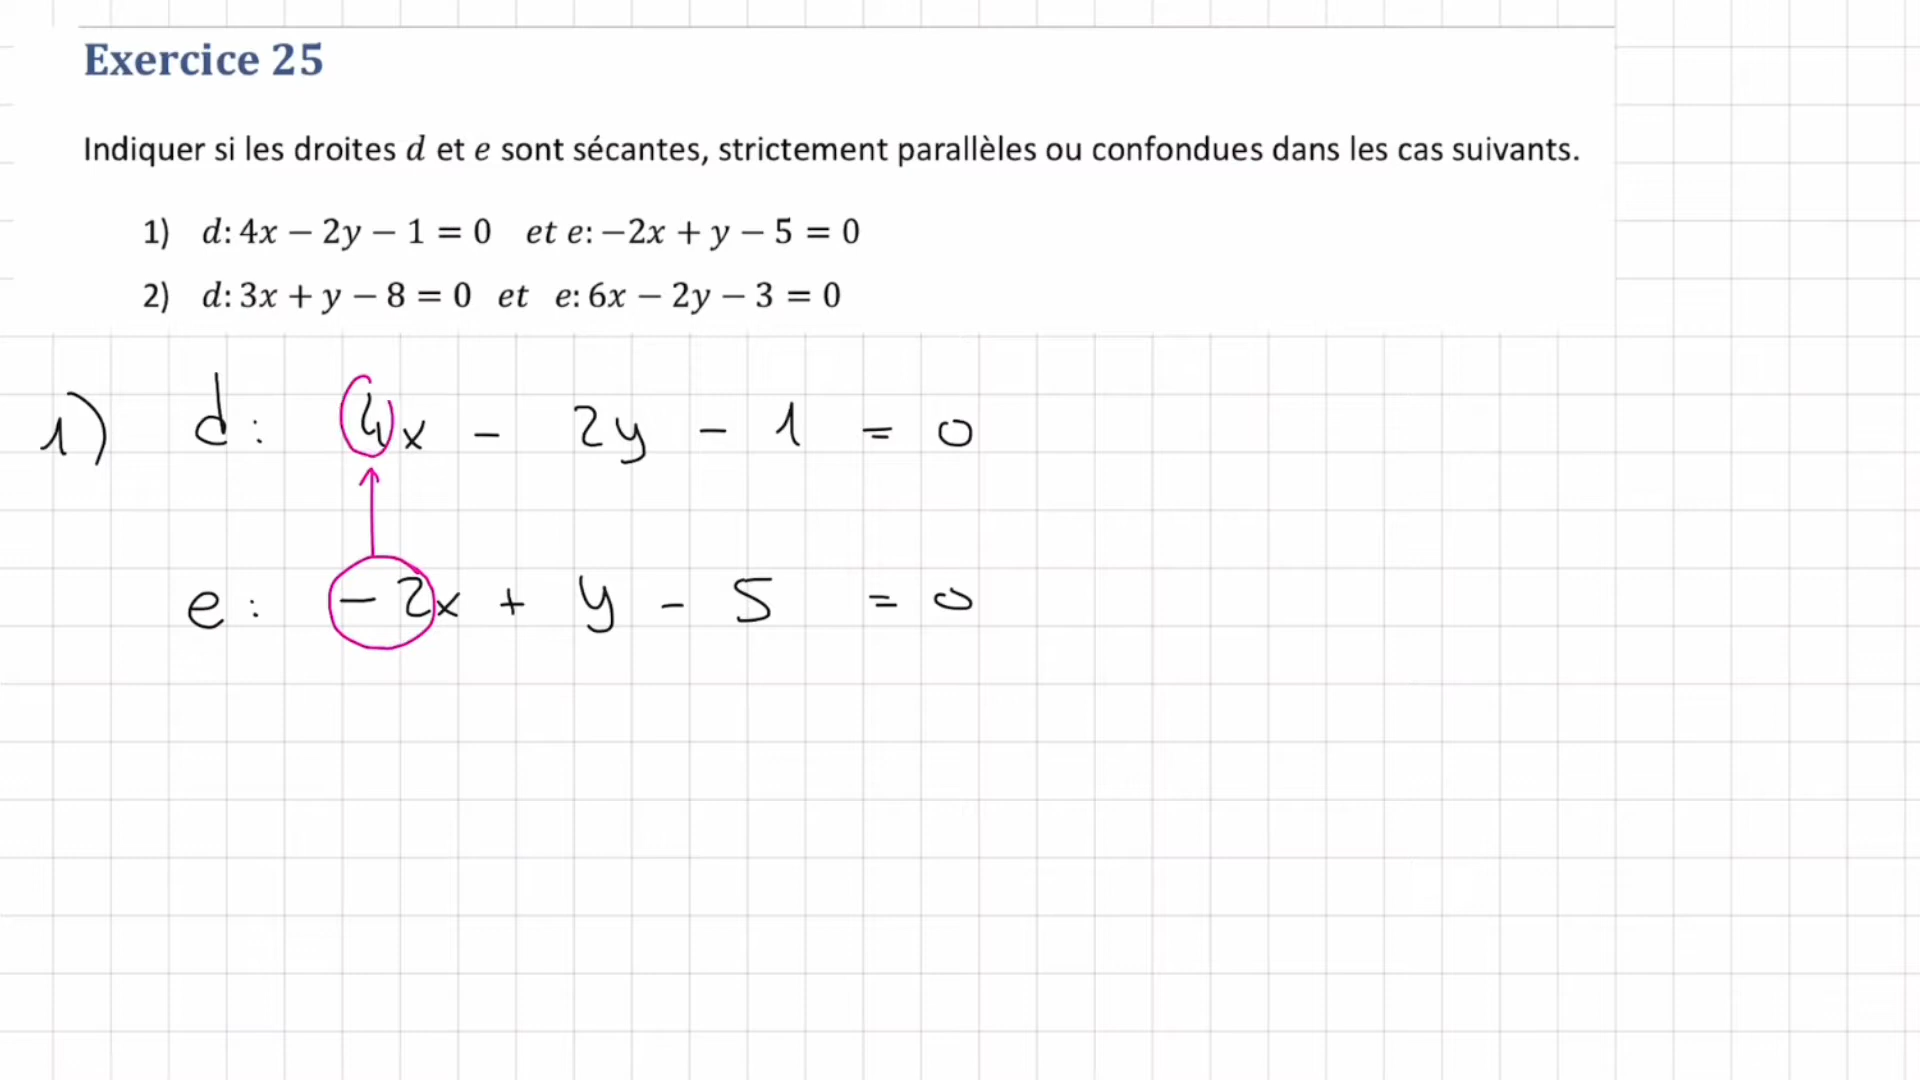 Exercice 25
Indiquer si les droites d et e sont sécantes, strictement parallèles ou confondues dans les cas suivants.
1) d: 4x − 2y − 1 = 0 et e: −2x + y − 5 = 0
2) d: 3x + y − 8 = 0 et e: 6x − 2y − 3 = 0
1) d: 4x - 2y - 1 = 0
e: -2x + y - 5 = 0